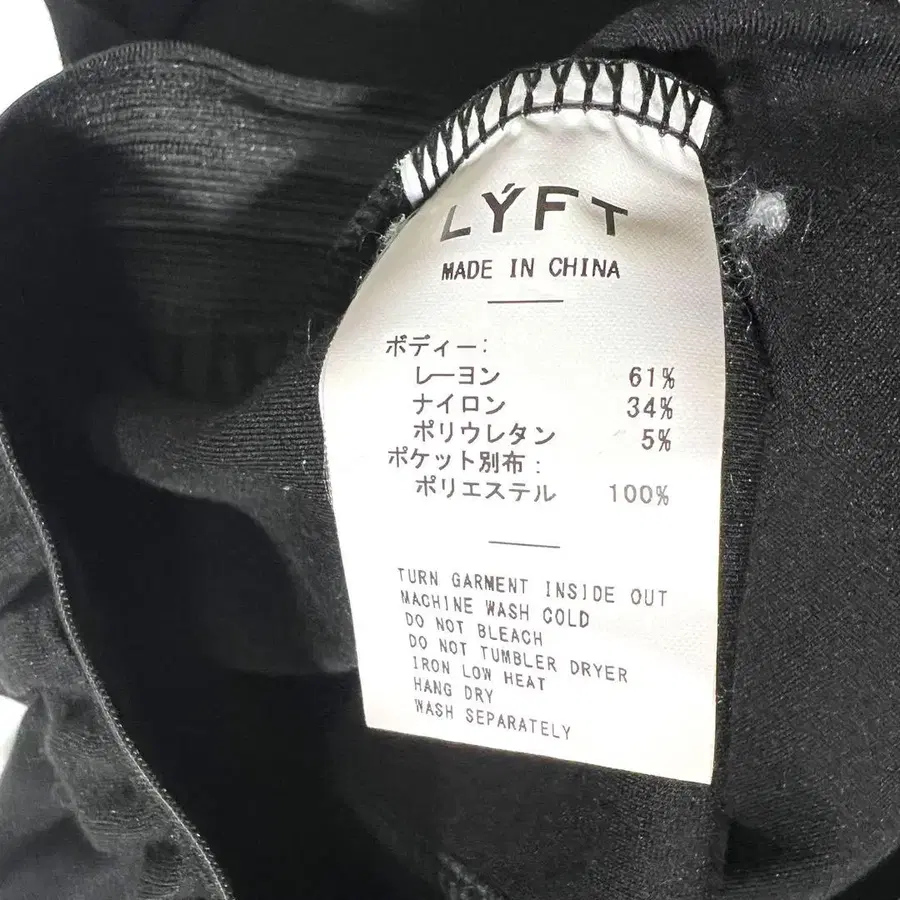 LÝFT
MADE IN CHINA
ボディー:
レーヨン 61%
ナイロン 34%
ポリウレタン 5%
ポケット別布:
ポリエステル 100%
TURN GARMENT INSIDE OUT
MACHINE WASH COLD
DO NOT BLEACH
DO NOT TUMBLER DRYER
IRON LOW HEAT
HANG DRY
WASH SEPARATELY